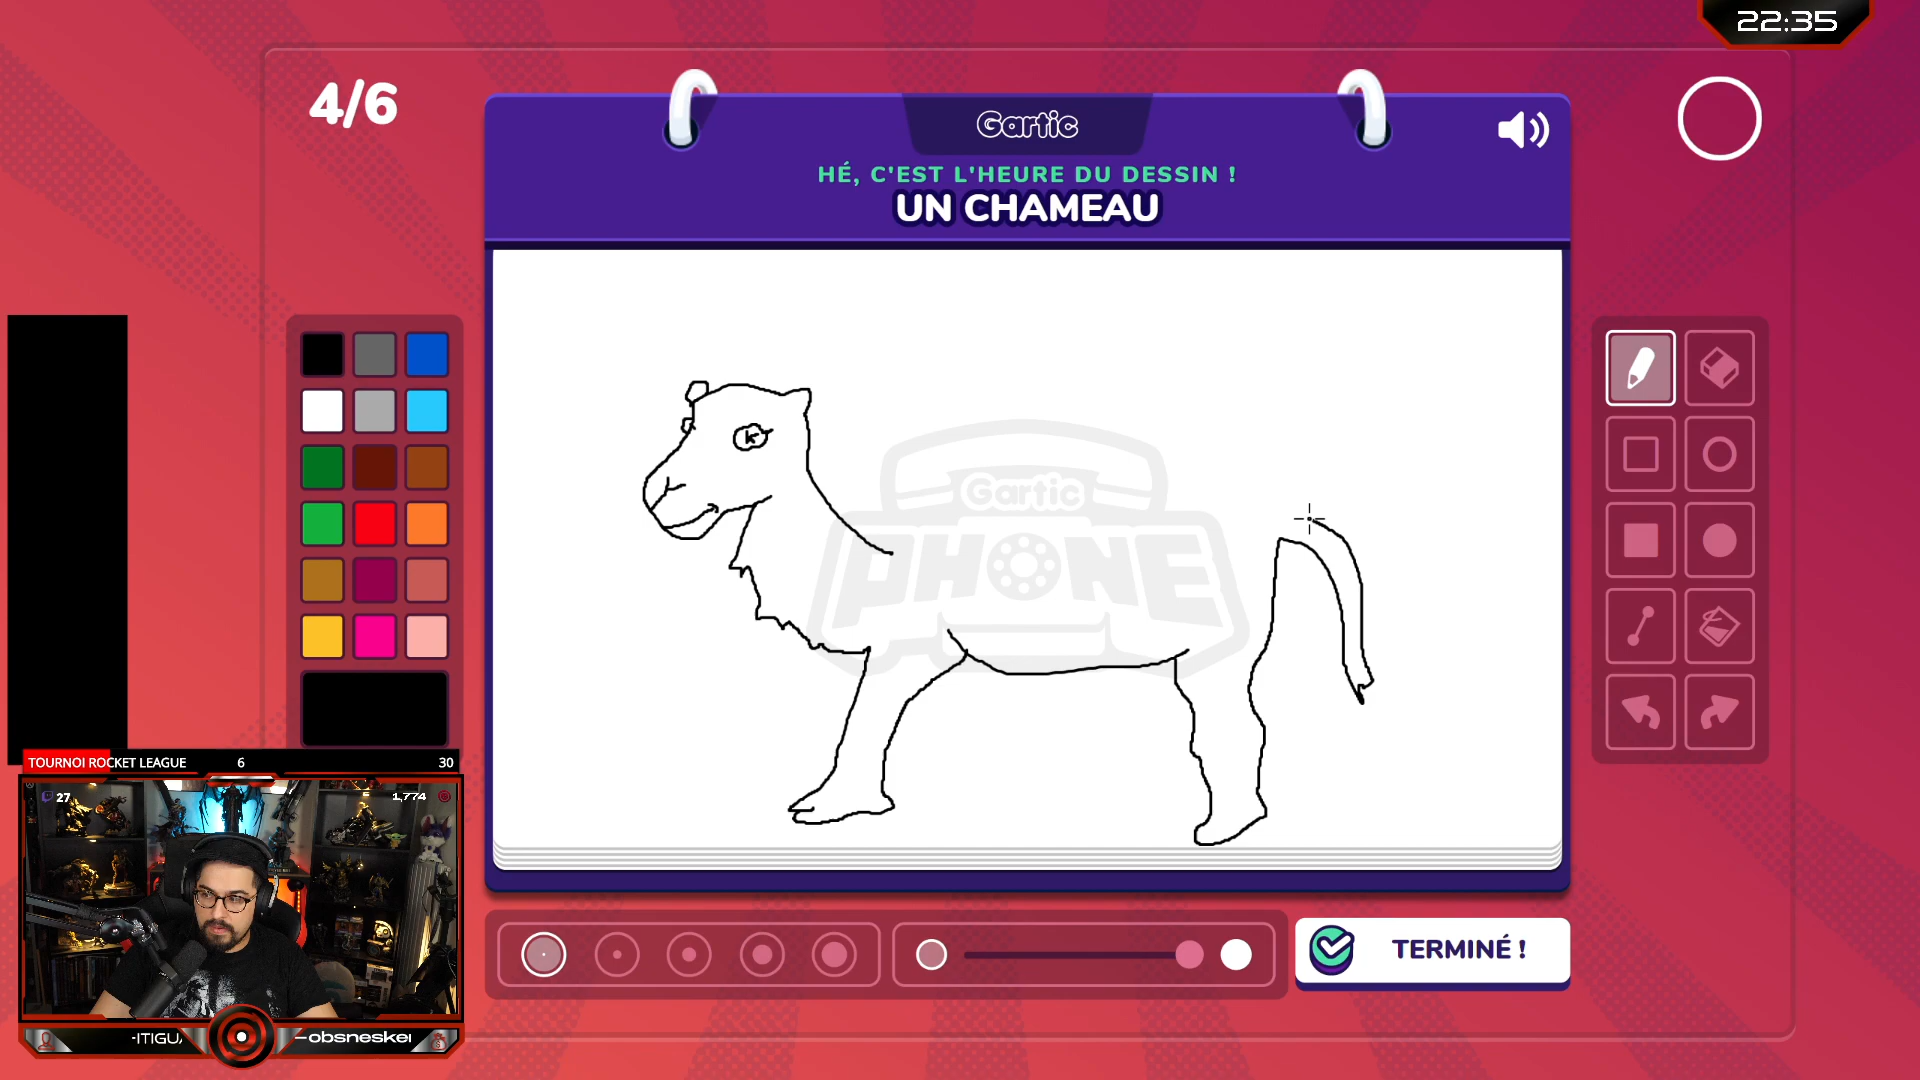 22:35
4/6
Gartic
HÉ, C'EST L'HEURE DU DESSIN !
UN CHAMEAU
Gartic
PHONE
TOURNOI ROCKET LEAGUE 6 30
27 1,774
TERMINÉ !
-obsnesker